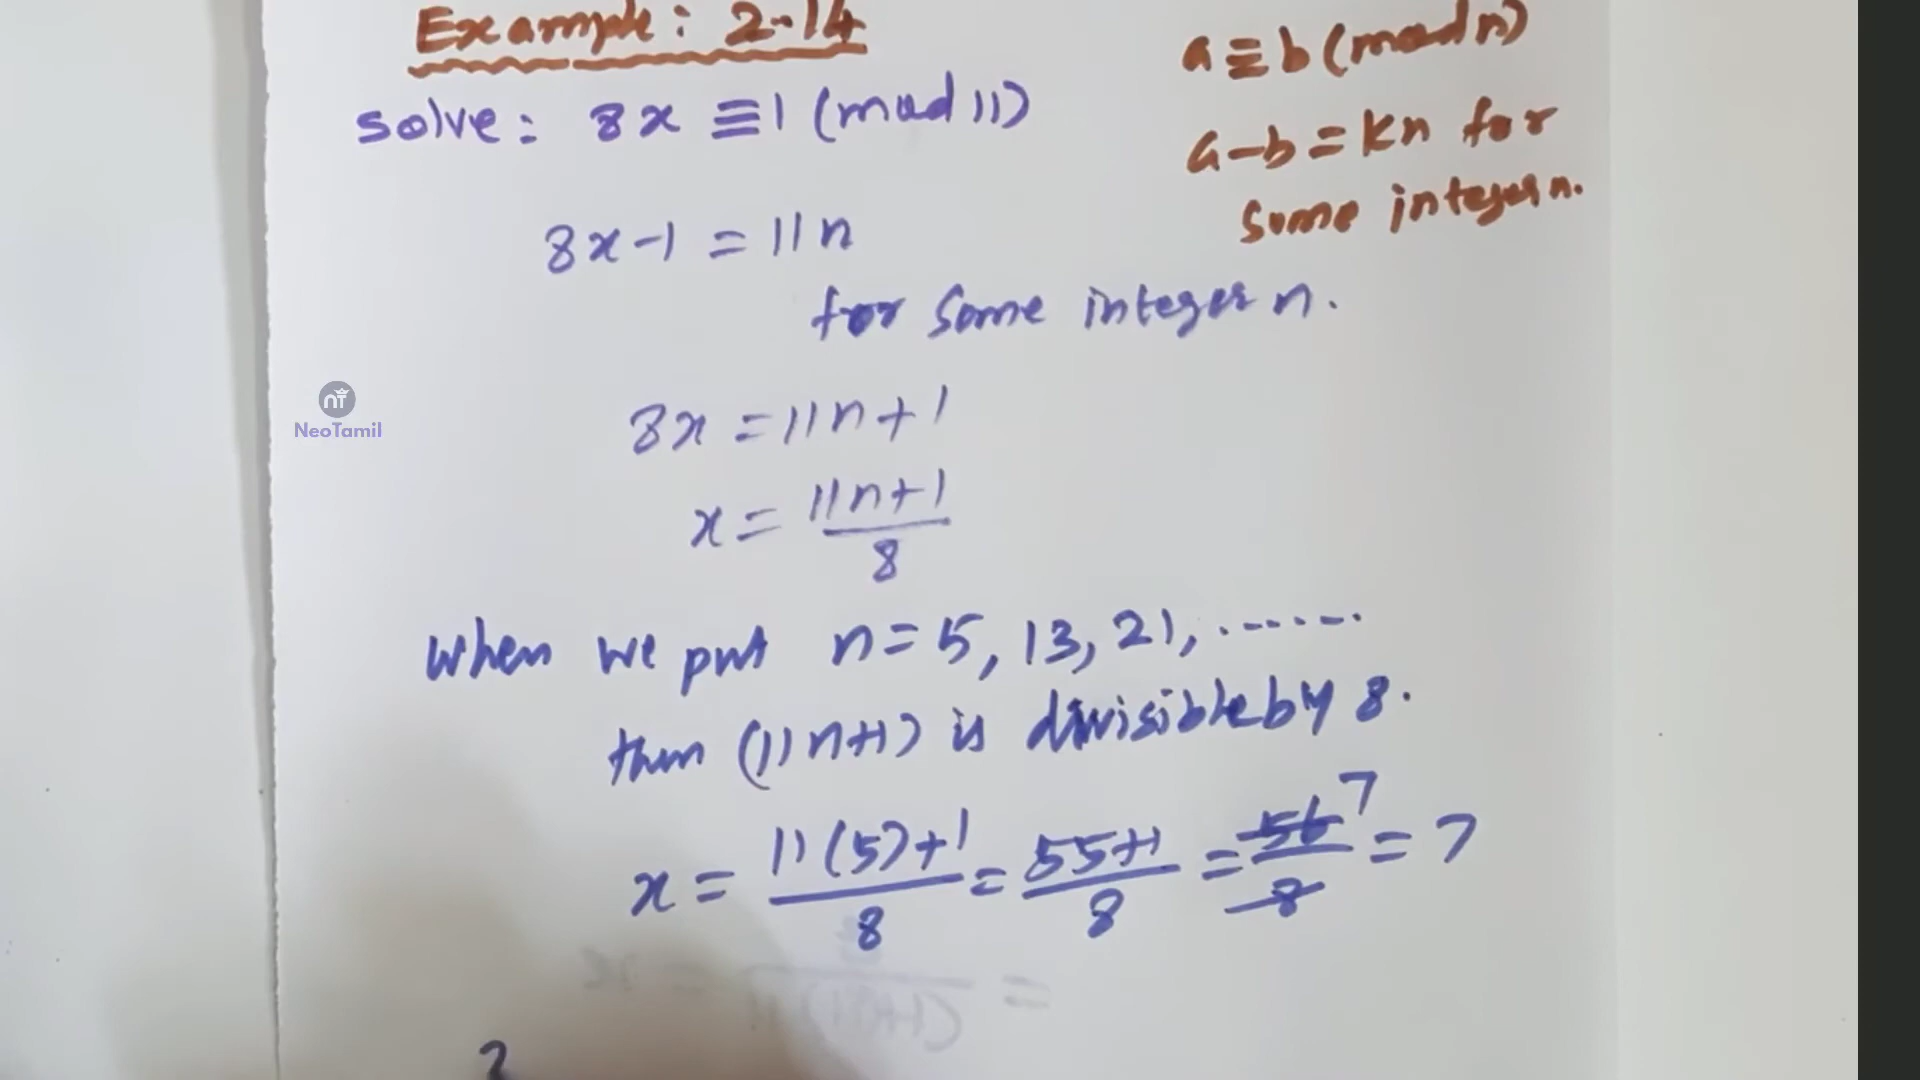 Example: 2.14
a≡b(mod n)
solve: 8x ≡1 (mod 11)
a-b=kn for
some integer n.
8x-1 = 11n
for some integer n.
NeoTamil
8x = 11n+1
x = 11n+1/8
when we put n=5, 13, 21, .......
then (11n+1) is divisible by 8.
x = 11(5)+1/8 = 55+1/8 = 56/8 7 = 7